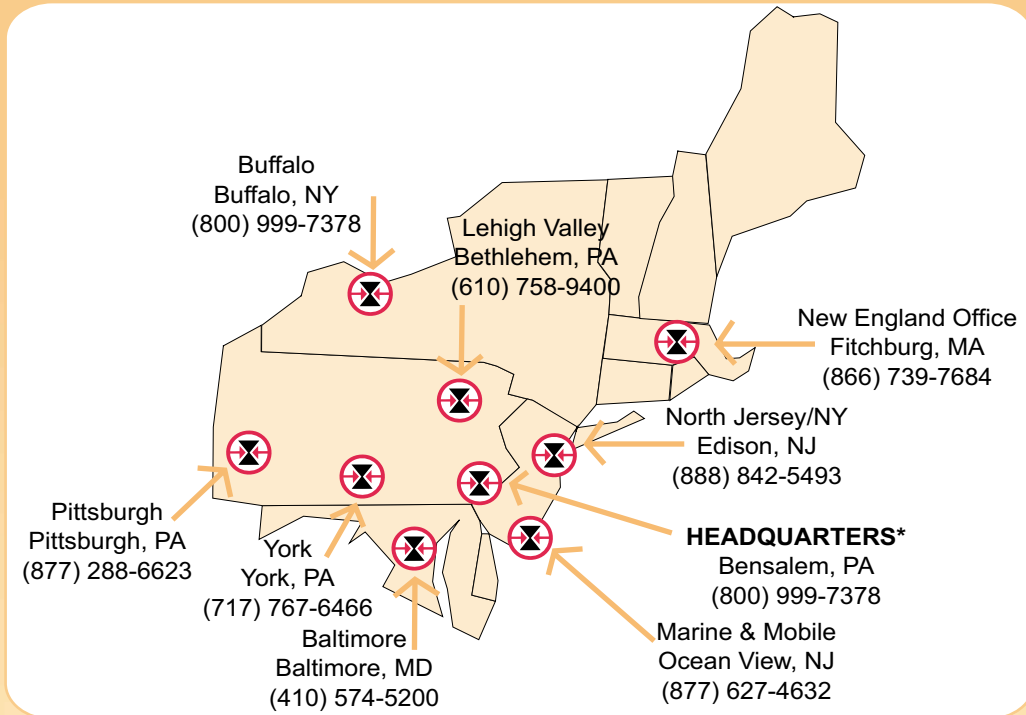 Buffalo
Buffalo, NY
(800) 999-7378
Lehigh Valley
Bethlehem, PA
(610) 758-9400
New England Office
Fitchburg, MA
(866) 739-7684
North Jersey/NY
Edison, NJ
(888) 842-5493
Pittsburgh
Pittsburgh, PA
(877) 288-6623
York
York, PA
(717) 767-6466
HEADQUARTERS*
Bensalem, PA
(800) 999-7378
Baltimore
Baltimore, MD
(410) 574-5200
Marine & Mobile
Ocean View, NJ
(877) 627-4632